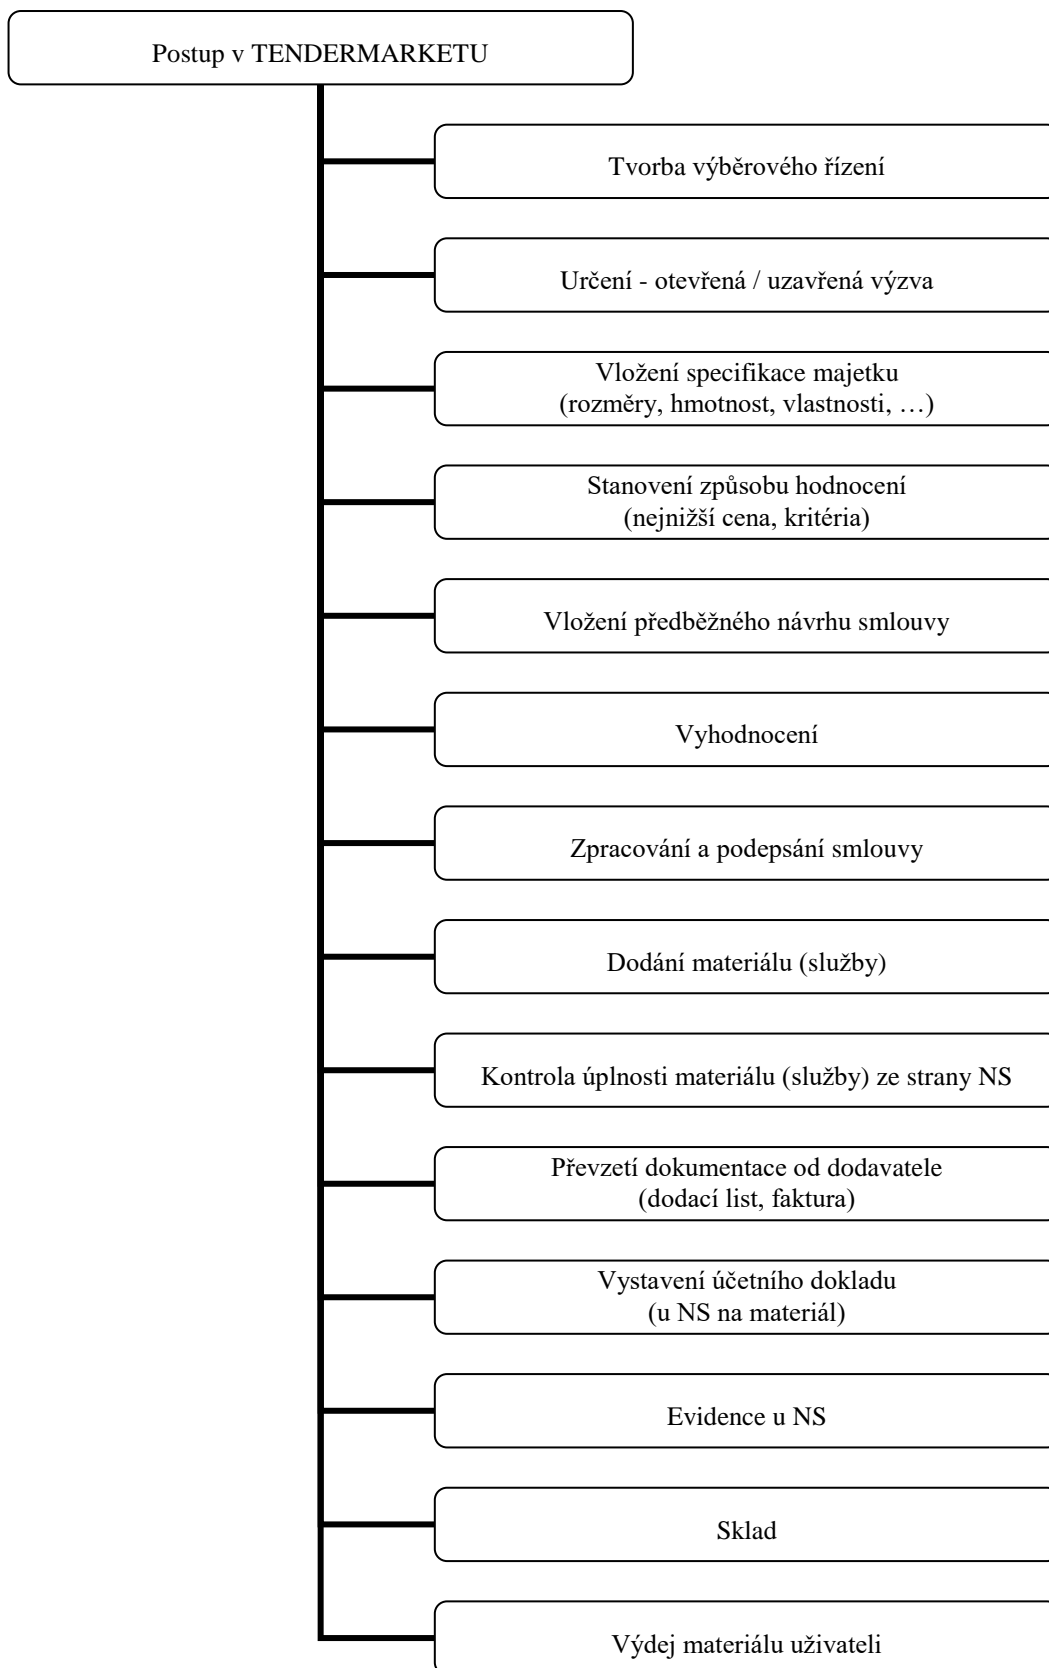 Postup v TENDERMARKETU
Tvorba výběrového řízení
Určení - otevřená / uzavřená výzva
Vložení specifikace majetku
(rozměry, hmotnost, vlastnosti, …)
Stanovení způsobu hodnocení
(nejnižší cena, kritéria)
Vložení předběžného návrhu smlouvy
Vyhodnocení
Zpracování a podepsání smlouvy
Dodání materiálu (služby)
Kontrola úplnosti materiálu (služby) ze strany NS
Převzetí dokumentace od dodavatele
(dodací list, faktura)
Vystavení účetního dokladu
(u NS na materiál)
Evidence u NS
Sklad
Výdej materiálu uživateli